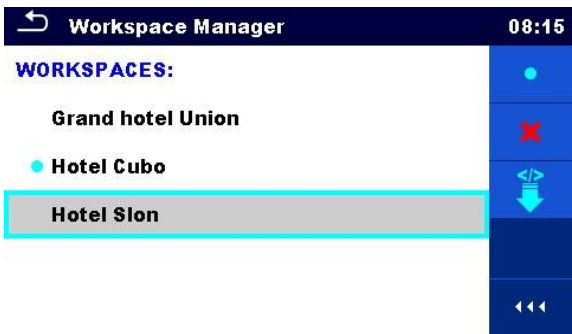 Workspace Manager 08:15
WORKSPACES:
Grand hotel Union
Hotel Cubo
Hotel Slon
</>